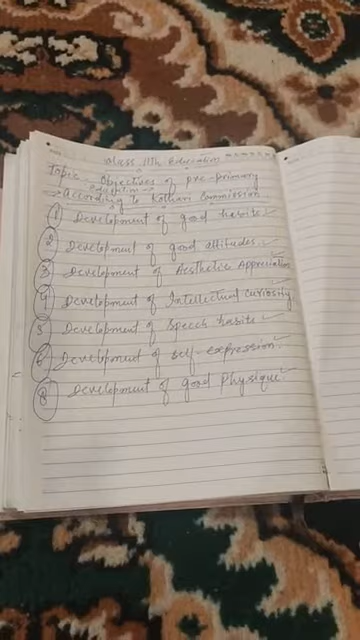 Class 11th Education
Topic - Objectives of pre-primary
education
→ According to Kothari Commission
1 Development of good habits
2 Development of good attitudes
3 Development of Aesthetic Appreciation
4 Development of Intellectual curiosity
5 Development of Speech habits
6 Development of self-expression
8 Development of good Physique